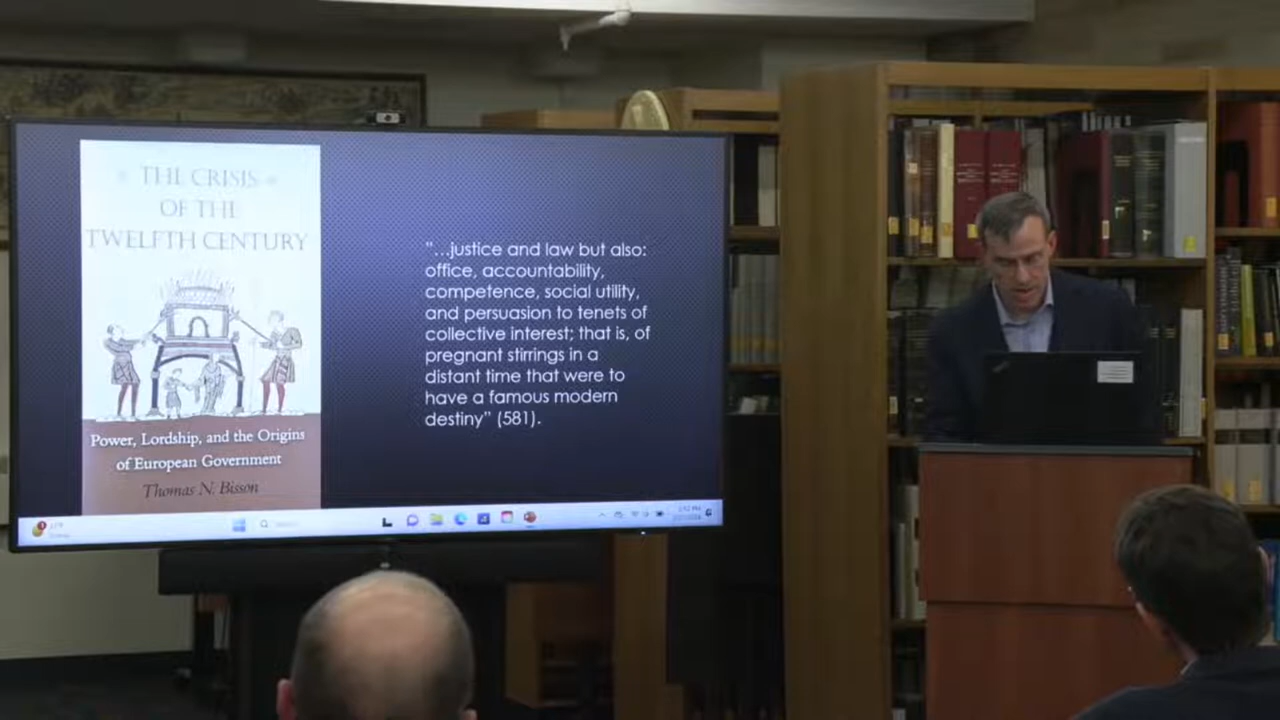 THE CRISIS
OF THE
TWELFTH CENTURY
Power, Lordship, and the Origins
of European Government
Thomas N. Bisson
"...justice and law but also:
office, accountability,
competence, social utility,
and persuasion to tenets of
collective interest; that is, of
pregnant stirrings in a
distant time that were to
have a famous modern
destiny" (581).